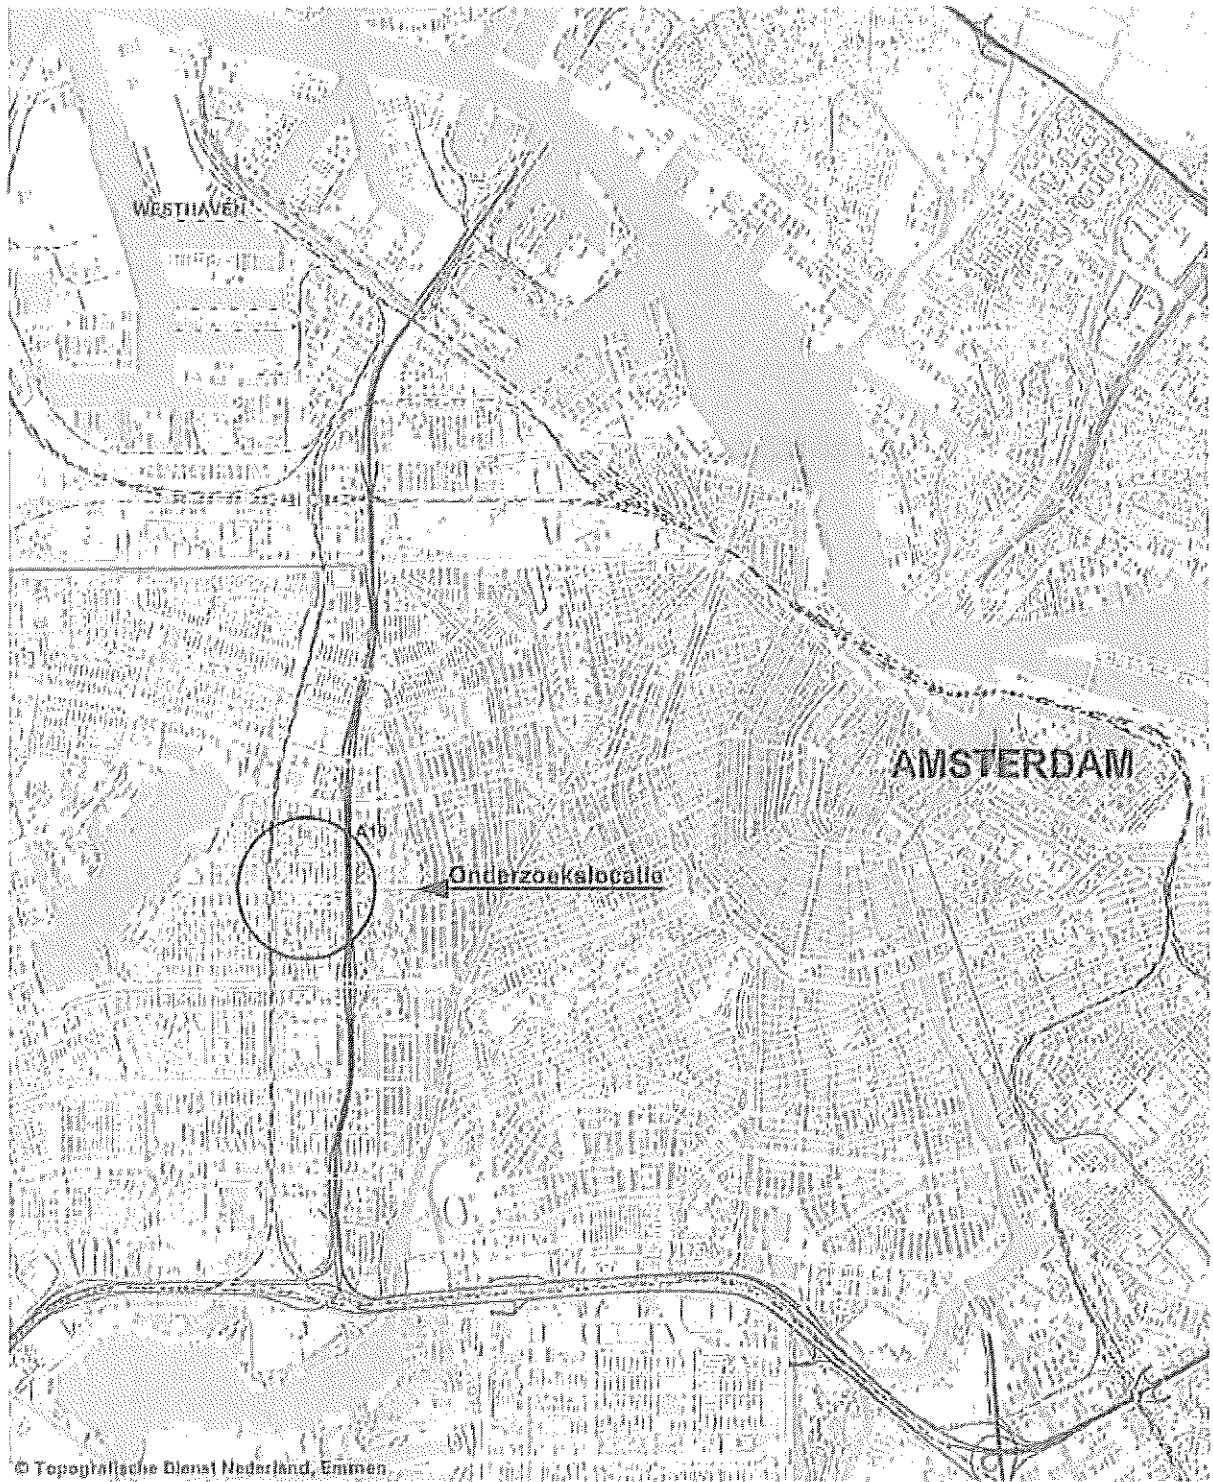 WESTHAVEN
AMSTERDAM
A10
Onderzoekslocatie
© Topografische Dienst Nederland, Emmen